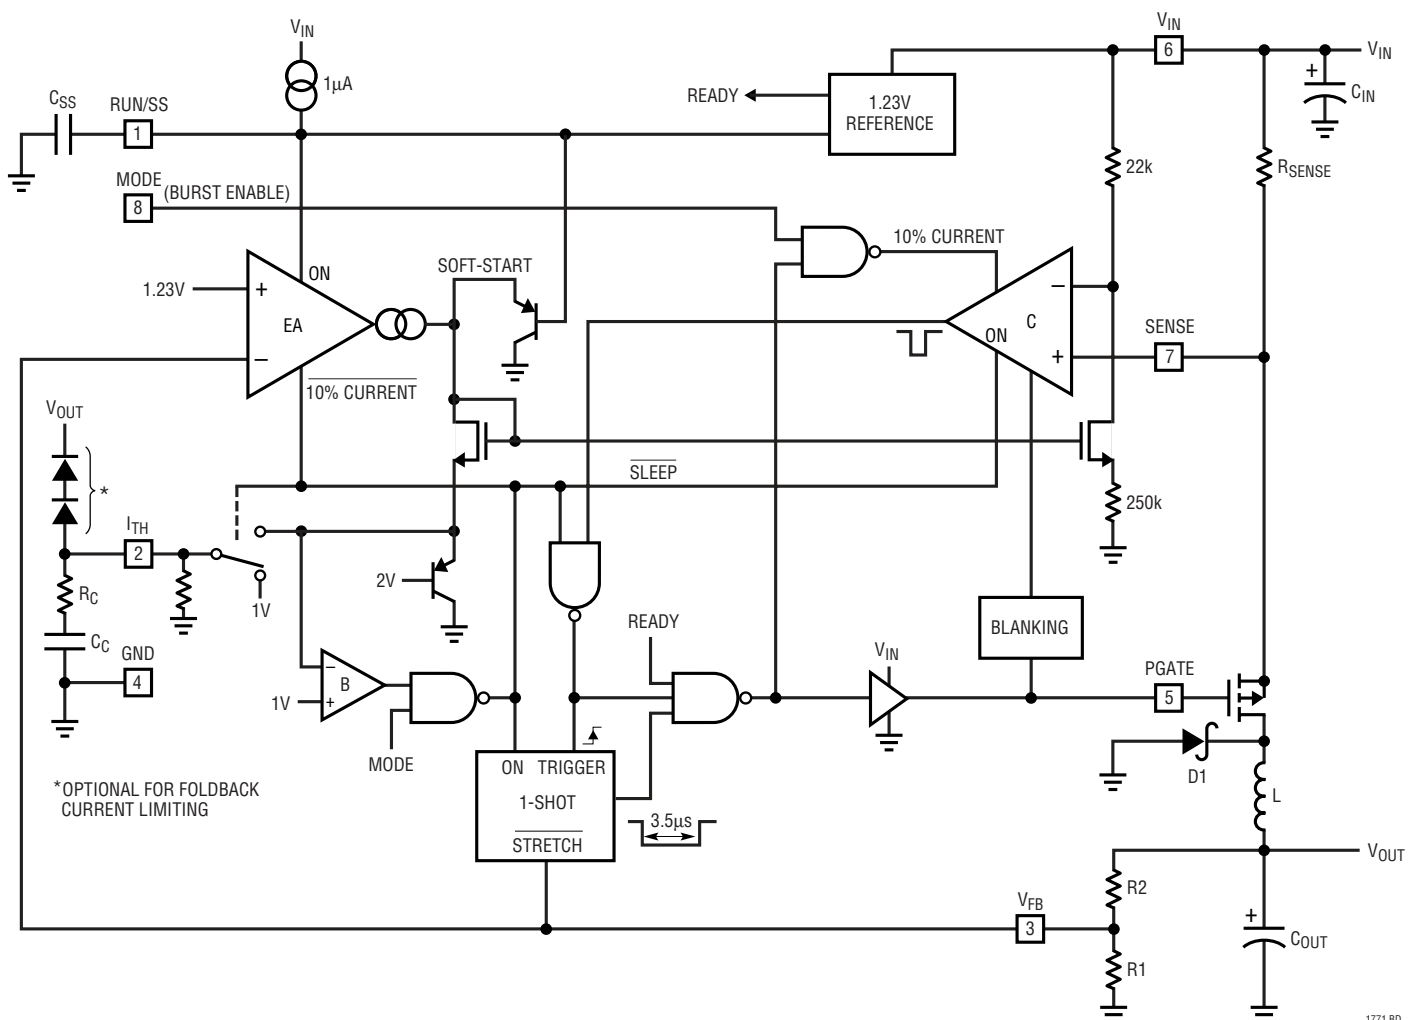 VIN
VIN
6
VIN
1µA
CSS
RUN/SS
READY
1.23V
REFERENCE
+
CIN
1
MODE
(BURST ENABLE)
22k
RSENSE
8
10% CURRENT
ON
SOFT-START
1.23V
+
EA
−
C
ON
+
SENSE
7
−
10% CURRENT
VOUT
*
SLEEP
250k
ITH
2
2V
RC
1V
BLANKING
READY
CC
GND
4
VIN
−
B
1V
+
PGATE
5
MODE
ON
TRIGGER
D1
*OPTIONAL FOR FOLDBACK
CURRENT LIMITING
1-SHOT
3.5µs
STRETCH
L
VOUT
R2
VFB
3
+
COUT
R1
1771 BD